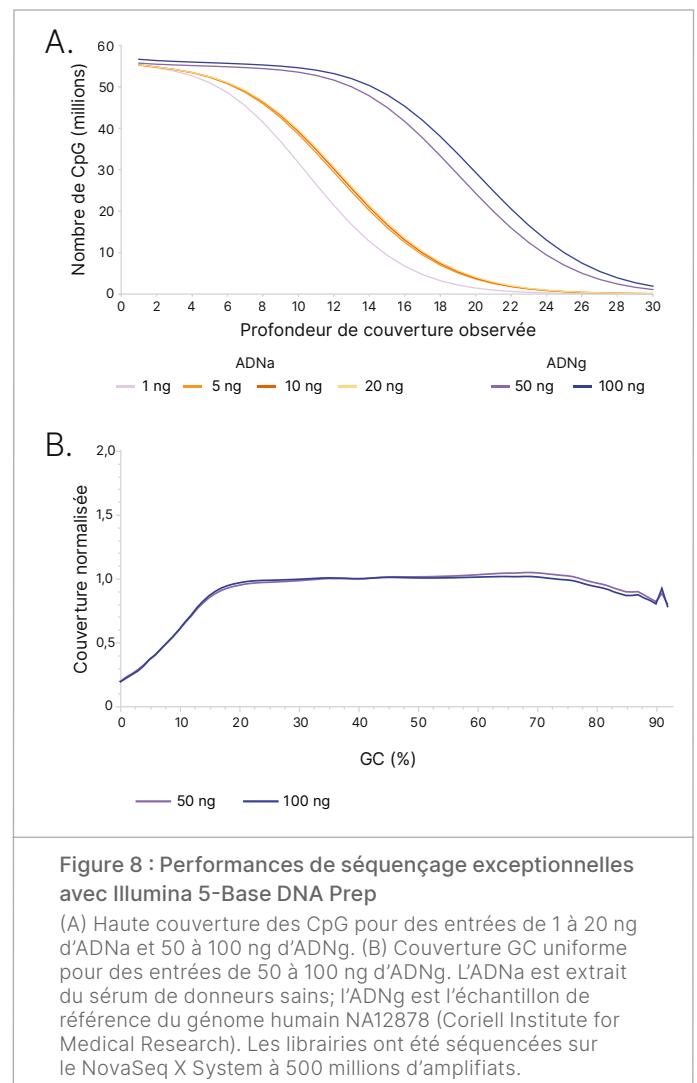 A.
Nombre de CpG (millions)
60
50
40
30
20
10
0
0 2 4 6 8 10 12 14 16 18 20 22 24 26 28 30
Profondeur de couverture observée
ADNa ADNg
1 ng 5 ng 10 ng 20 ng 50 ng 100 ng
B.
Couverture normalisée
2,0
1,5
1,0
0,5
0
0 10 20 30 40 50 60 70 80 90
GC (%)
50 ng 100 ng
Figure 8 : Performances de séquençage exceptionnelles
avec Illumina 5-Base DNA Prep
(A) Haute couverture des CpG pour des entrées de 1 à 20 ng
d’ADNa et 50 à 100 ng d’ADNg. (B) Couverture GC uniforme
pour des entrées de 50 à 100 ng d’ADNg. L’ADNa est extrait
du sérum de donneurs sains; l’ADNg est l’échantillon de
référence du génome humain NA12878 (Coriell Institute for
Medical Research). Les librairies ont été séquencées sur
le NovaSeq X System à 500 millions d’amplifiats.